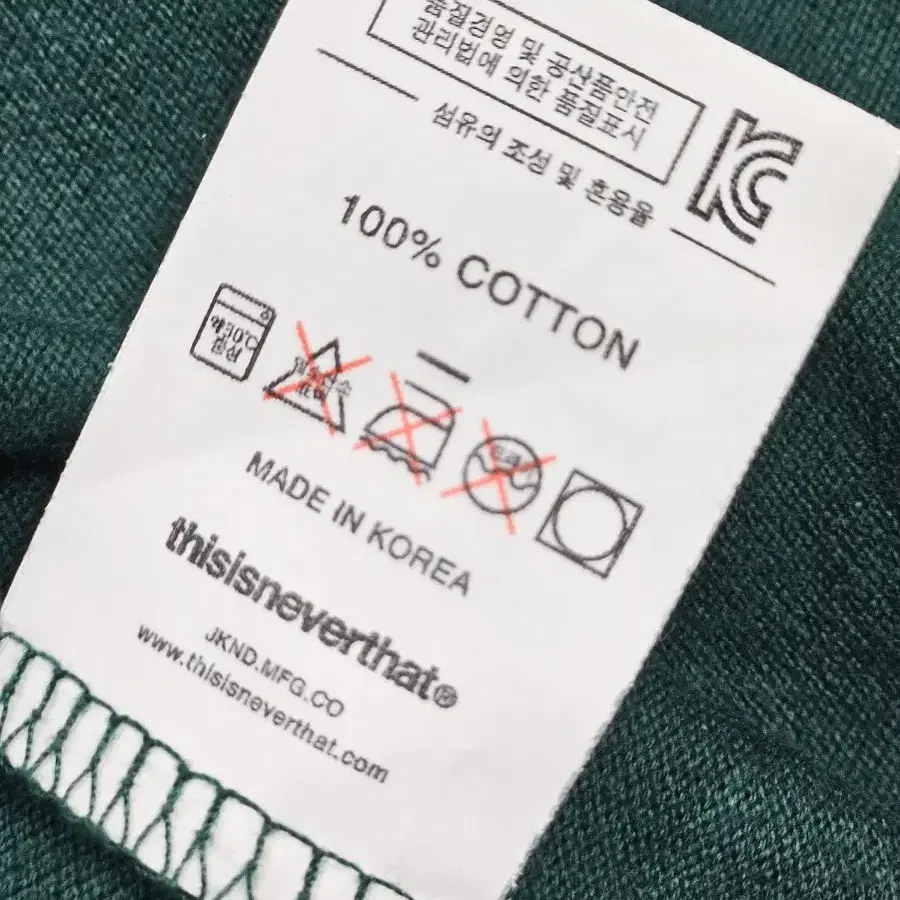 품질경영 및 공산품안전
관리법에 의한 품질표시
섬유의 조성 및 혼용율
100% COTTON
약30℃
중성
MADE IN KOREA
thisisneverthat®
JKND.MFG.CO
www.thisisneverthat.com